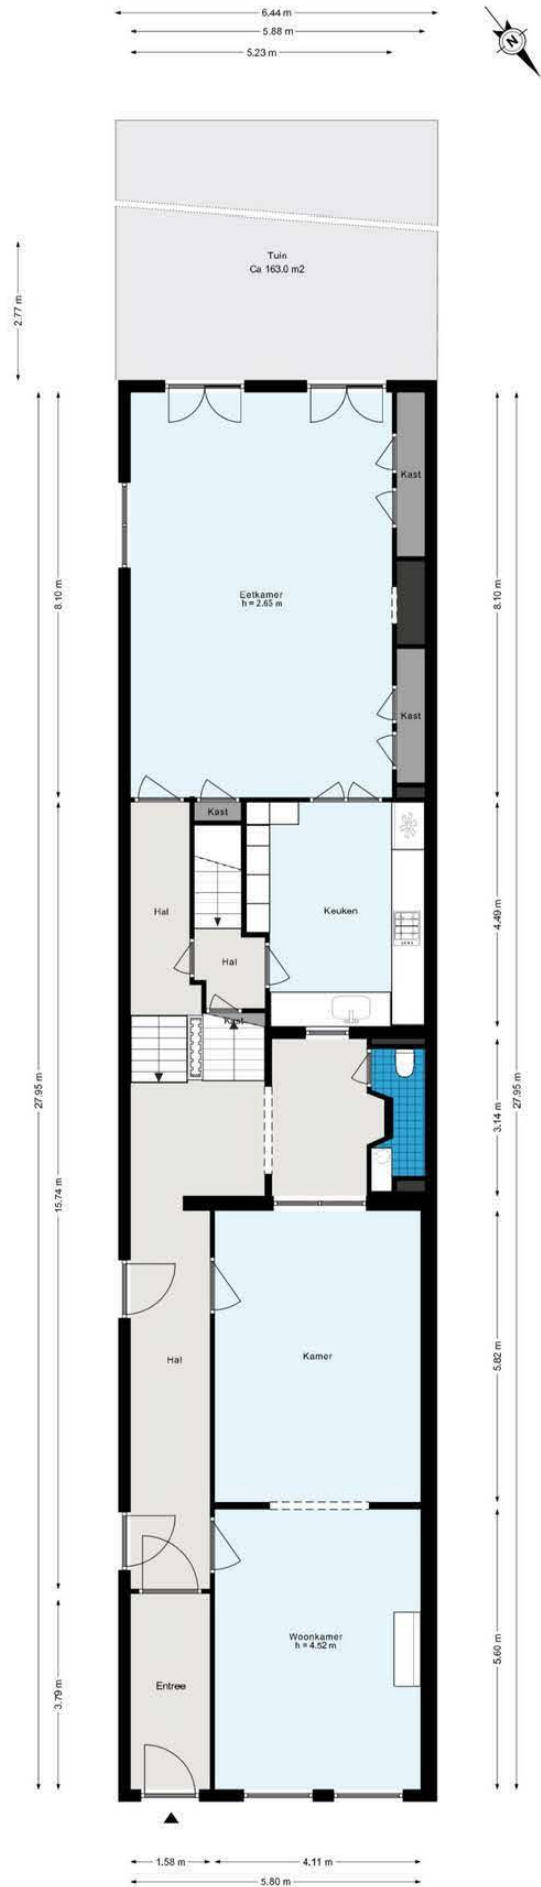 6.44 m
5.88 m
5.23 m
N
Tuin
Ca 163.0 m2
2.77 m
Kast
8.10 m
8.10 m
Eetkamer
h = 2.65 m
Kast
Kast
Hal
Keuken
4.49 m
Hal
Kast
27.95 m
27.95 m
3.14 m
15.74 m
Hal
Kamer
5.82 m
Woonkamer
h = 4.52 m
5.60 m
Entree
3.79 m
1.58 m
4.11 m
5.80 m